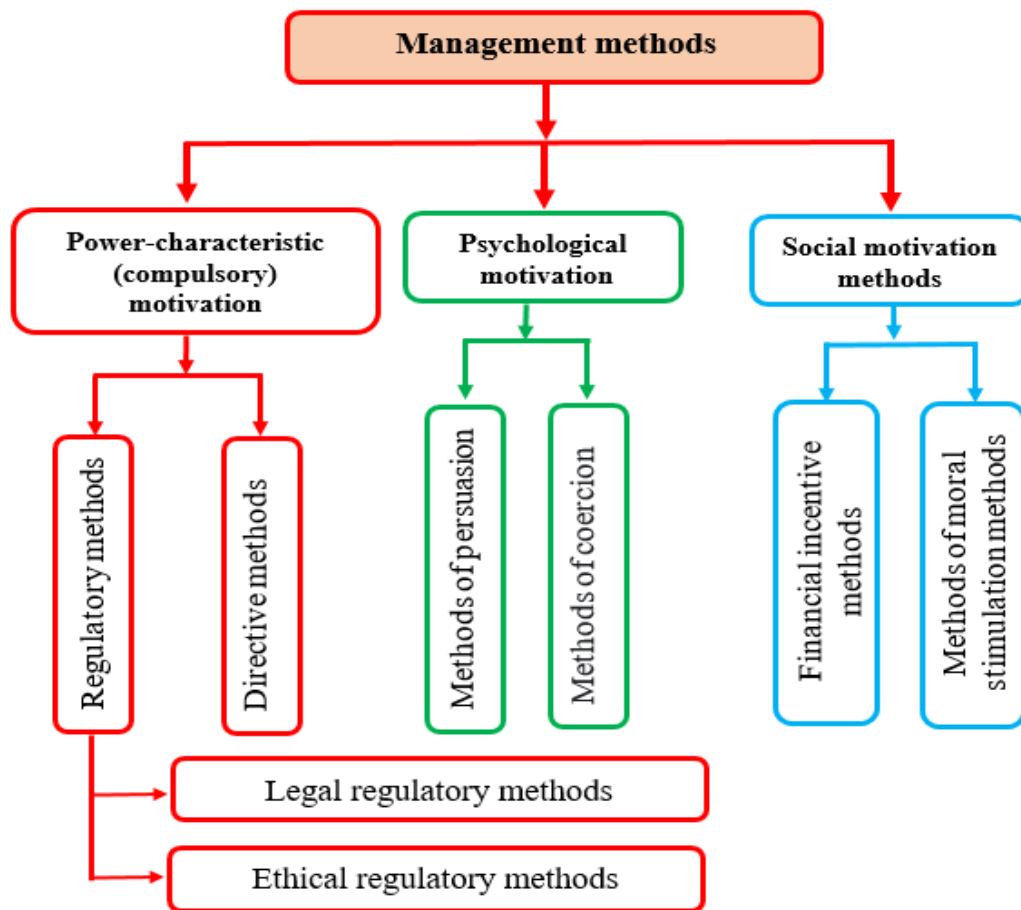 Management methods
Power-characteristic
(compulsory)
motivation
Psychological
motivation
Social motivation
methods
Regulatory methods
Directive methods
Methods of persuasion
Methods of coercion
Financial incentive
methods
Methods of moral
stimulation methods
Legal regulatory methods
Ethical regulatory methods